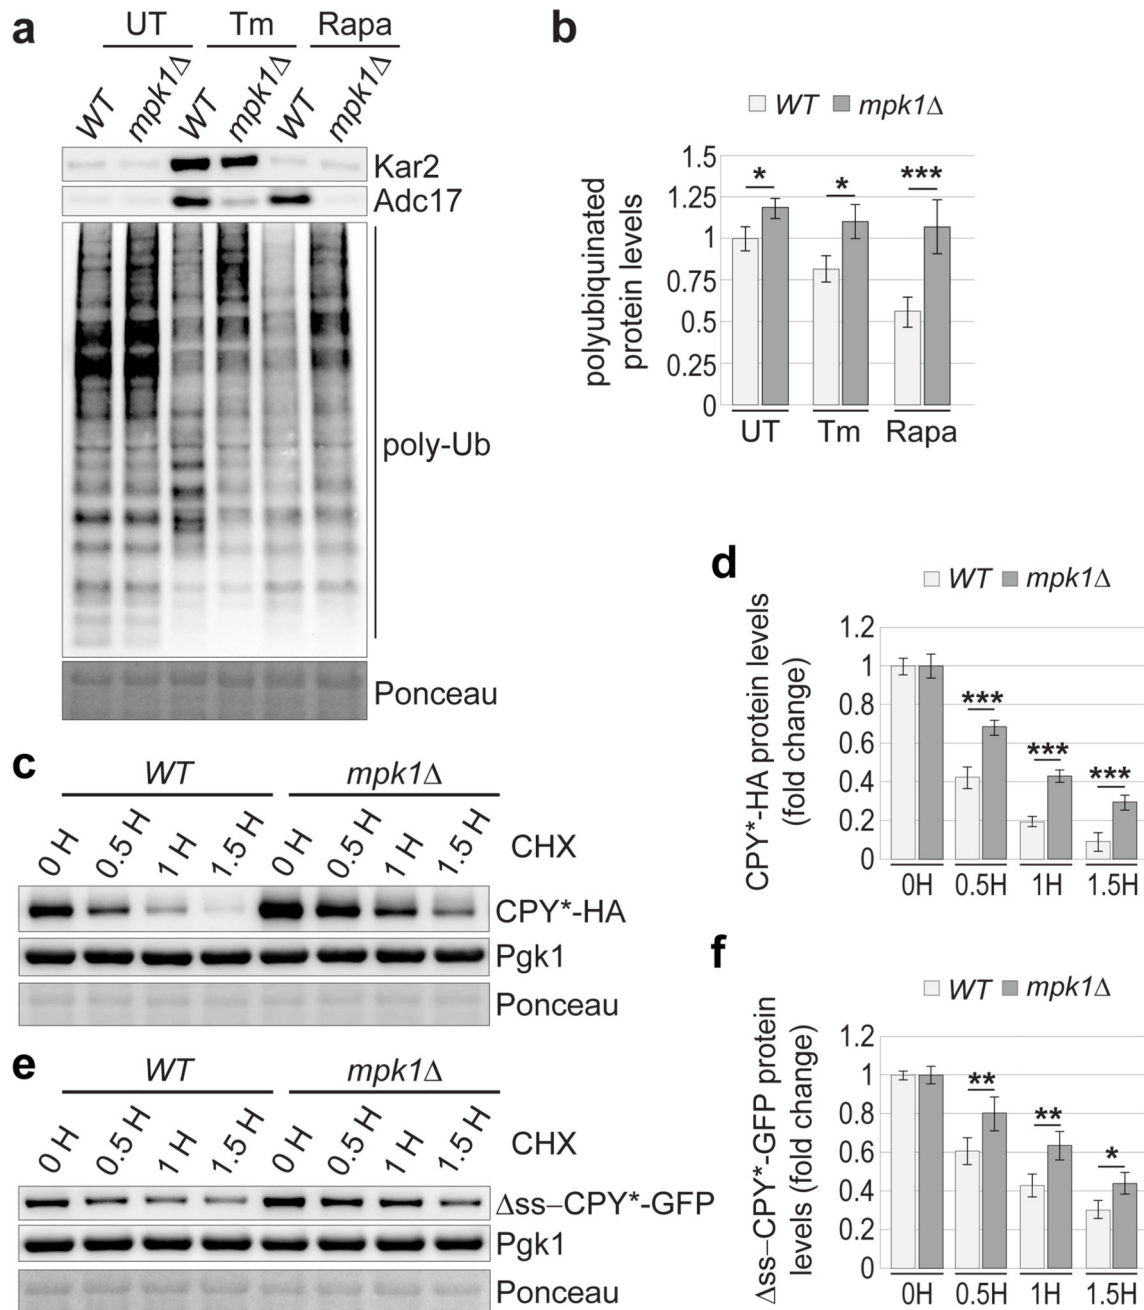 a
UT Tm Rapa
WT mpk1Δ WT mpk1Δ WT mpk1Δ
Kar2
Adc17
poly-Ub
Ponceau
b
WT mpk1Δ
polyubiquinated
protein levels
1.5
1.25
1
0.75
0.5
0.25
0
* * ***
UT Tm Rapa
c
WT mpk1Δ
0 H 0.5 H 1 H 1.5 H 0 H 0.5 H 1 H 1.5 H CHX
CPY*-HA
Pgk1
Ponceau
d
WT mpk1Δ
CPY*-HA protein levels
(fold change)
1.2
1
0.8
0.6
0.4
0.2
0
*** *** ***
0H 0.5H 1H 1.5H
e
WT mpk1Δ
0 H 0.5 H 1 H 1.5 H 0 H 0.5 H 1 H 1.5 H CHX
Δss–CPY*-GFP
Pgk1
Ponceau
f
WT mpk1Δ
Δss–CPY*-GFP protein
levels (fold change)
1.2
1
0.8
0.6
0.4
0.2
0
** ** *
0H 0.5H 1H 1.5H